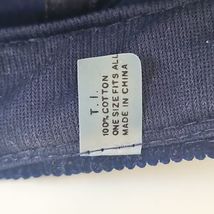 T. I.
100% COTTON
ONE SIZE FITS ALL
MADE IN CHINA